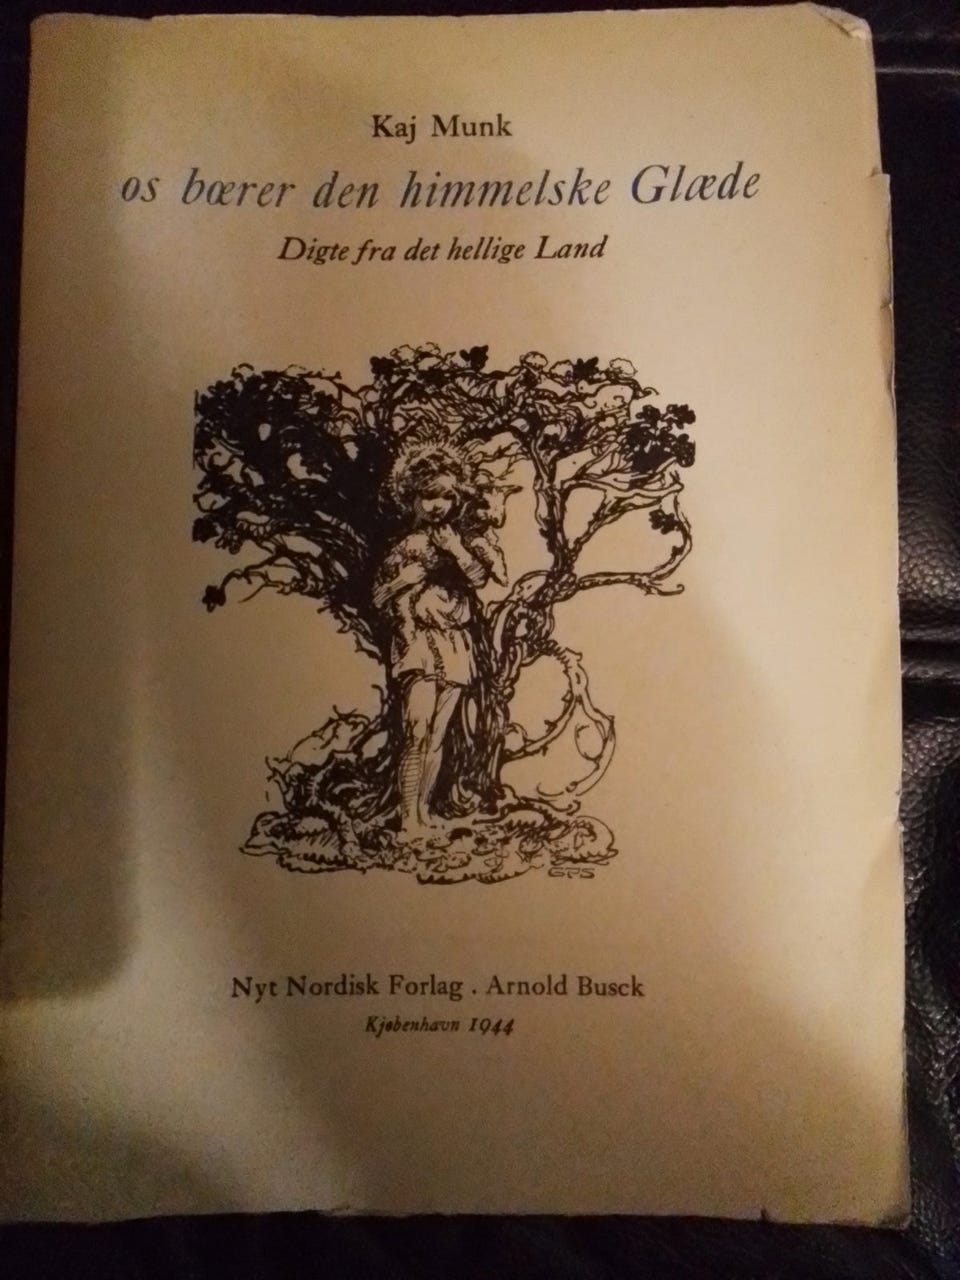 Kaj Munk
os bærer den himmelske Glæde
Digte fra det hellige Land
GPS
Nyt Nordisk Forlag . Arnold Busck
Kjøbenhavn 1944